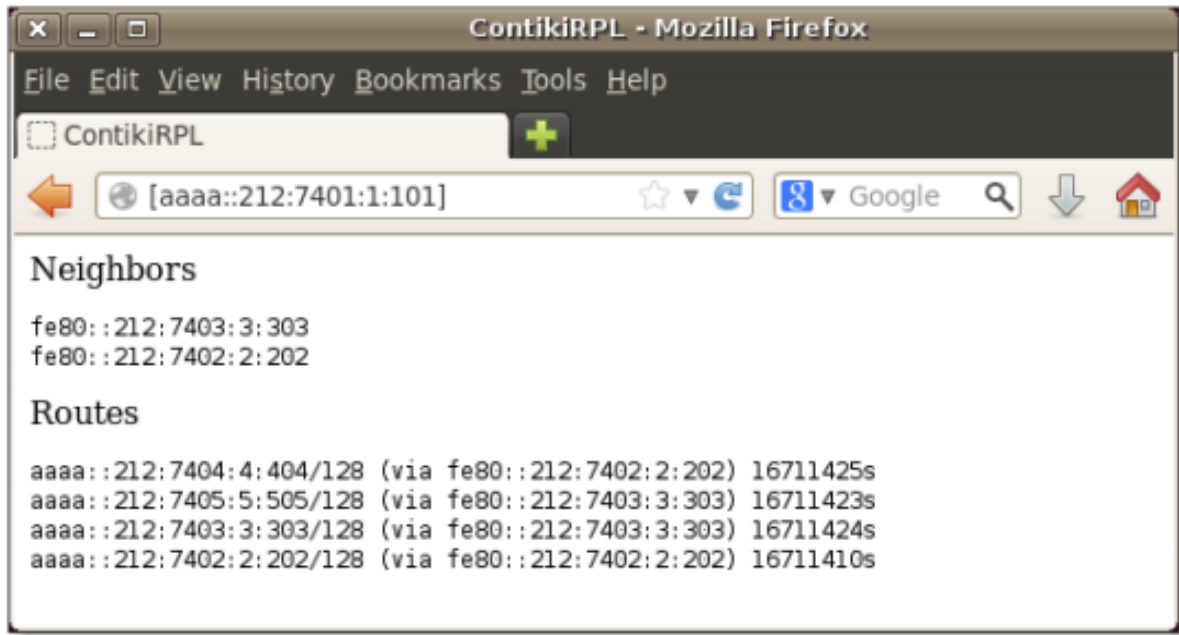 ContikiRPL - Mozilla Firefox
File Edit View History Bookmarks Tools Help
ContikiRPL
[aaaa::212:7401:1:101] Google
Neighbors
fe80::212:7403:3:303
fe80::212:7402:2:202
Routes
aaaa::212:7404:4:404/128 (via fe80::212:7402:2:202) 16711425s
aaaa::212:7405:5:505/128 (via fe80::212:7403:3:303) 16711423s
aaaa::212:7403:3:303/128 (via fe80::212:7403:3:303) 16711424s
aaaa::212:7402:2:202/128 (via fe80::212:7402:2:202) 16711410s